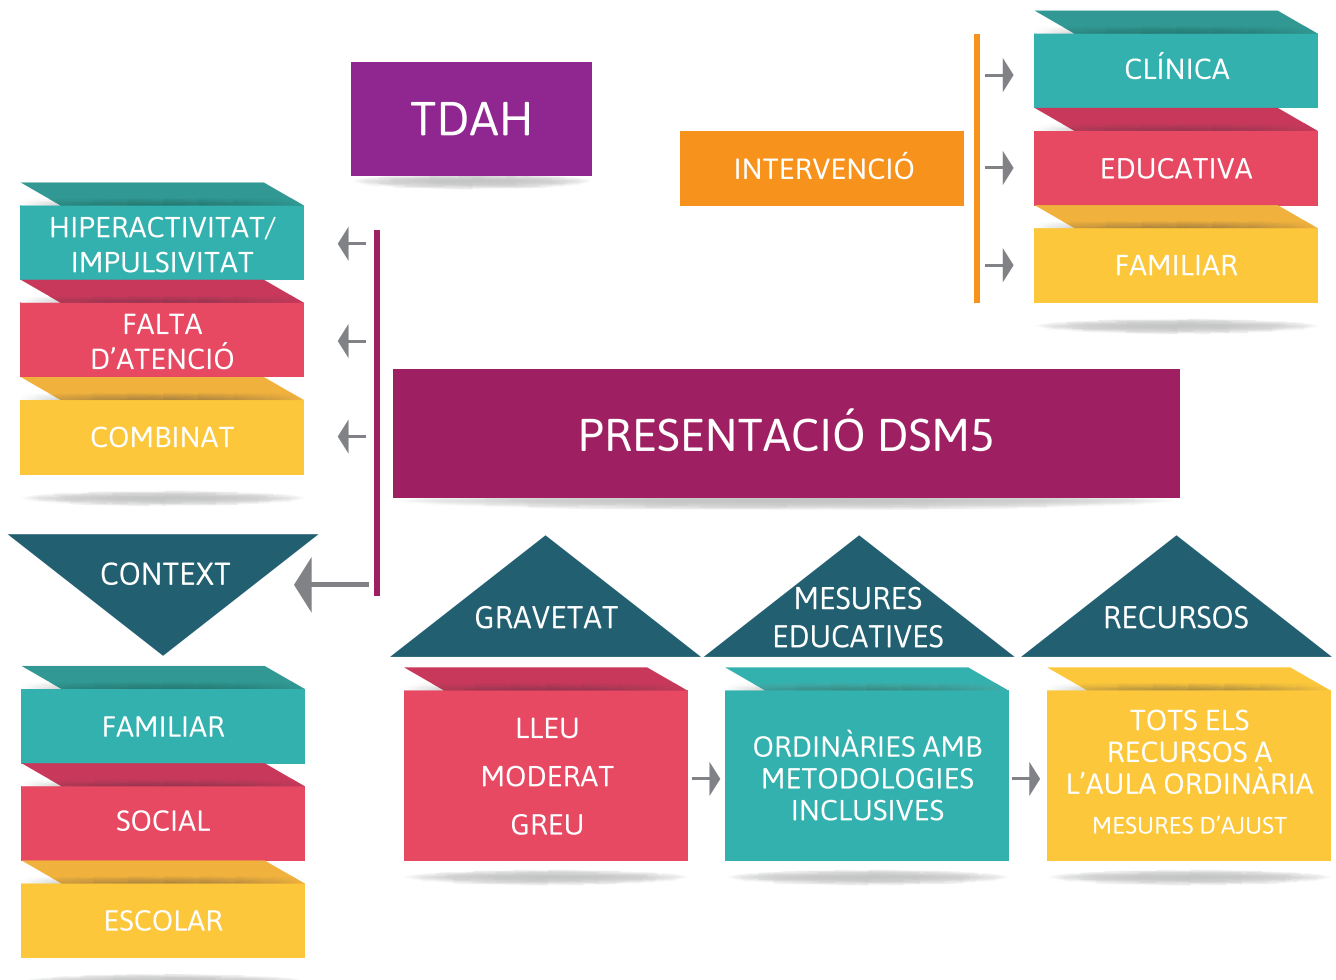 TDAH
INTERVENCIÓ
CLÍNICA
EDUCATIVA
FAMILIAR
HIPERACTIVITAT/
IMPULSIVITAT
FALTA
D'ATENCIÓ
COMBINAT
PRESENTACIÓ DSM5
CONTEXT
FAMILIAR
SOCIAL
ESCOLAR
GRAVETAT
LLEU
MODERAT
GREU
MESURES
EDUCATIVES
ORDINÀRIES AMB
METODOLOGIES
INCLUSIVES
RECURSOS
TOTS ELS
RECURSOS A
L'AULA ORDINÀRIA
MESURES D'AJUST